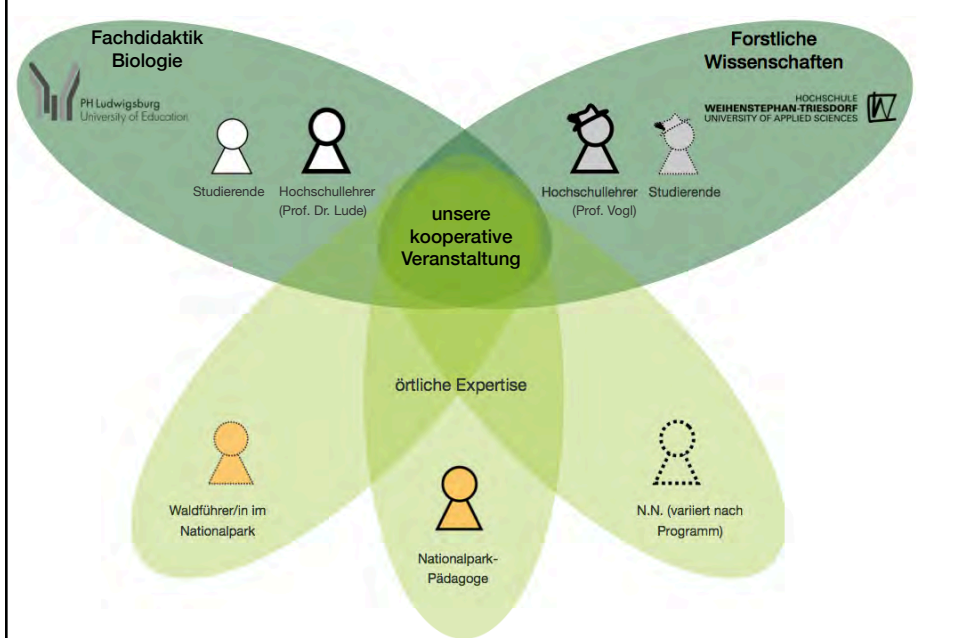 Fachdidaktik
Biologie
PH Ludwigsburg
University of Education
Studierende
Hochschullehrer
(Prof. Dr. Lude)
Forstliche
Wissenschaften
HOCHSCHULE
WEIHENSTEPHAN-TRIESDORF
UNIVERSITY OF APPLIED SCIENCES
Hochschullehrer
(Prof. Vogl)
Studierende
unsere
kooperative
Veranstaltung
örtliche Expertise
Waldführer/in im
Nationalpark
Nationalpark-
Pädagoge
N.N. (variiert nach
Programm)